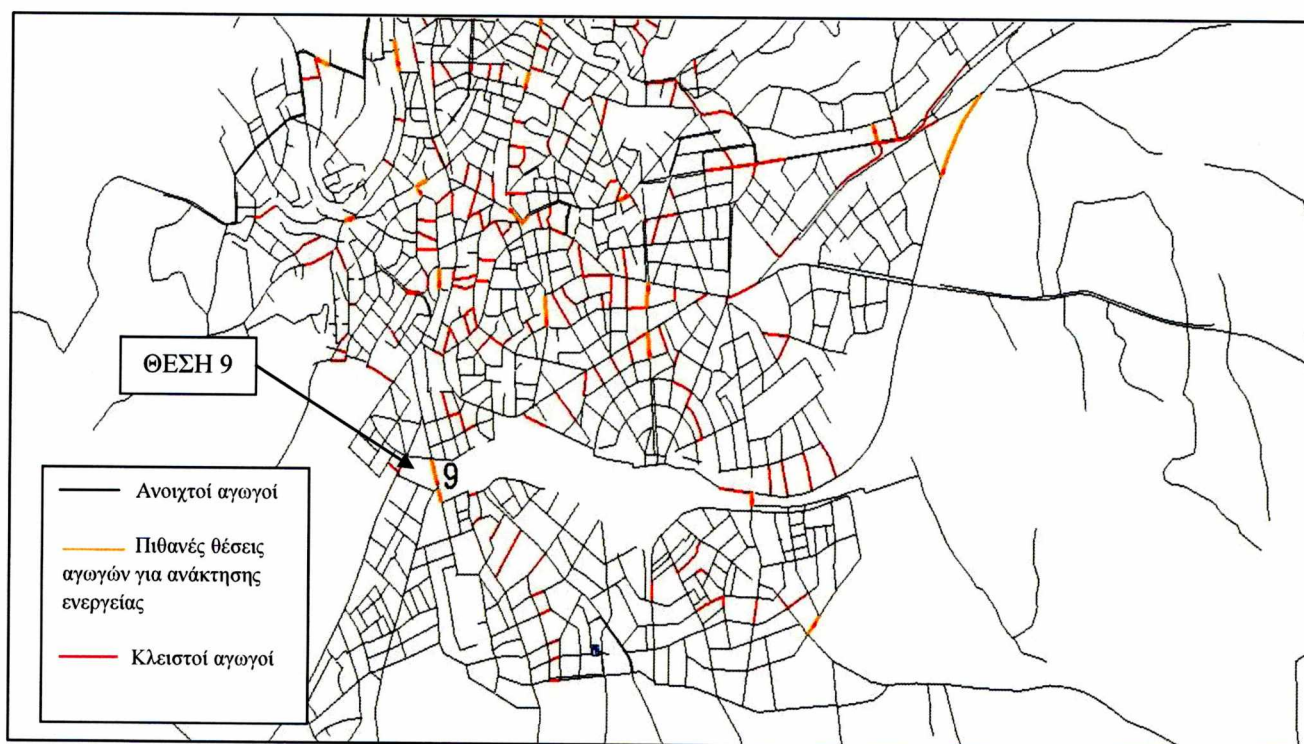 ΘΕΣΗ 9
9
Ανοιχτοί αγωγοί
Πιθανές θέσεις
αγωγών για ανάκτησης
ενεργείας
Κλειστοί αγωγοί